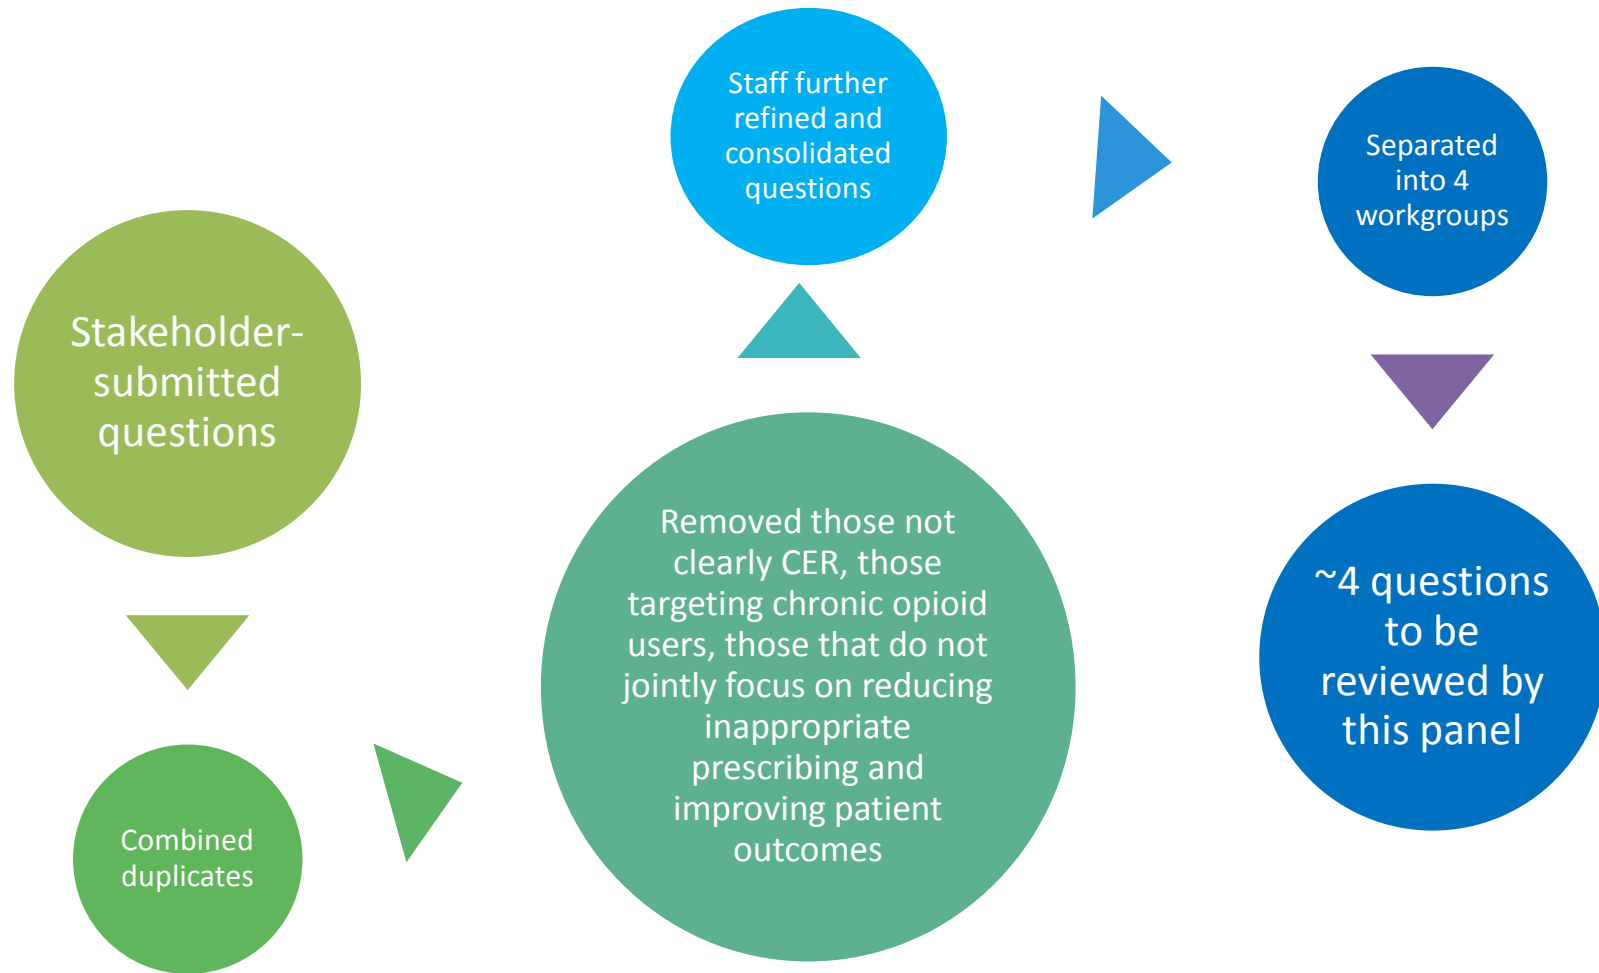 Stakeholder-
submitted
questions
Combined
duplicates
Removed those not
clearly CER, those
targeting chronic opioid
users, those that do not
jointly focus on reducing
inappropriate
prescribing and
improving patient
outcomes
Staff further
refined and
consolidated
questions
Separated
into 4
workgroups
~4 questions
to be
reviewed by
this panel